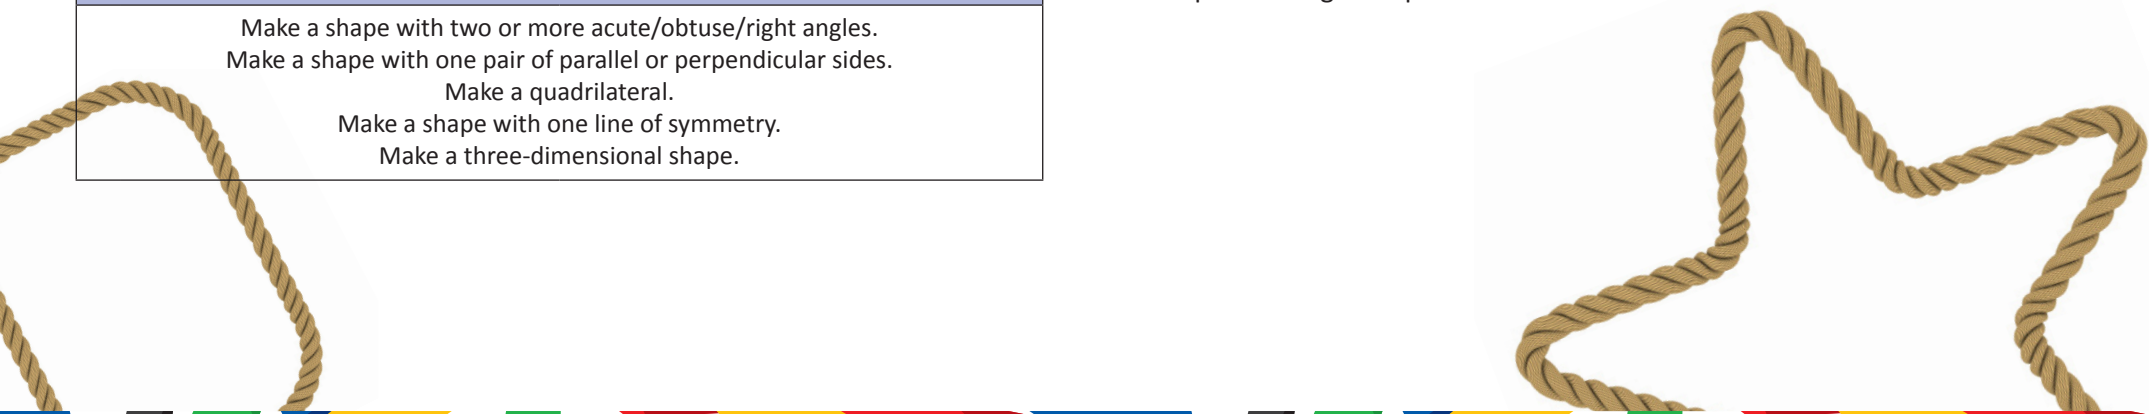 Make a shape with two or more acute/obtuse/right angles.
Make a shape with one pair of parallel or perpendicular sides.
Make a quadrilateral.
Make a shape with one line of symmetry.
Make a three-dimensional shape.